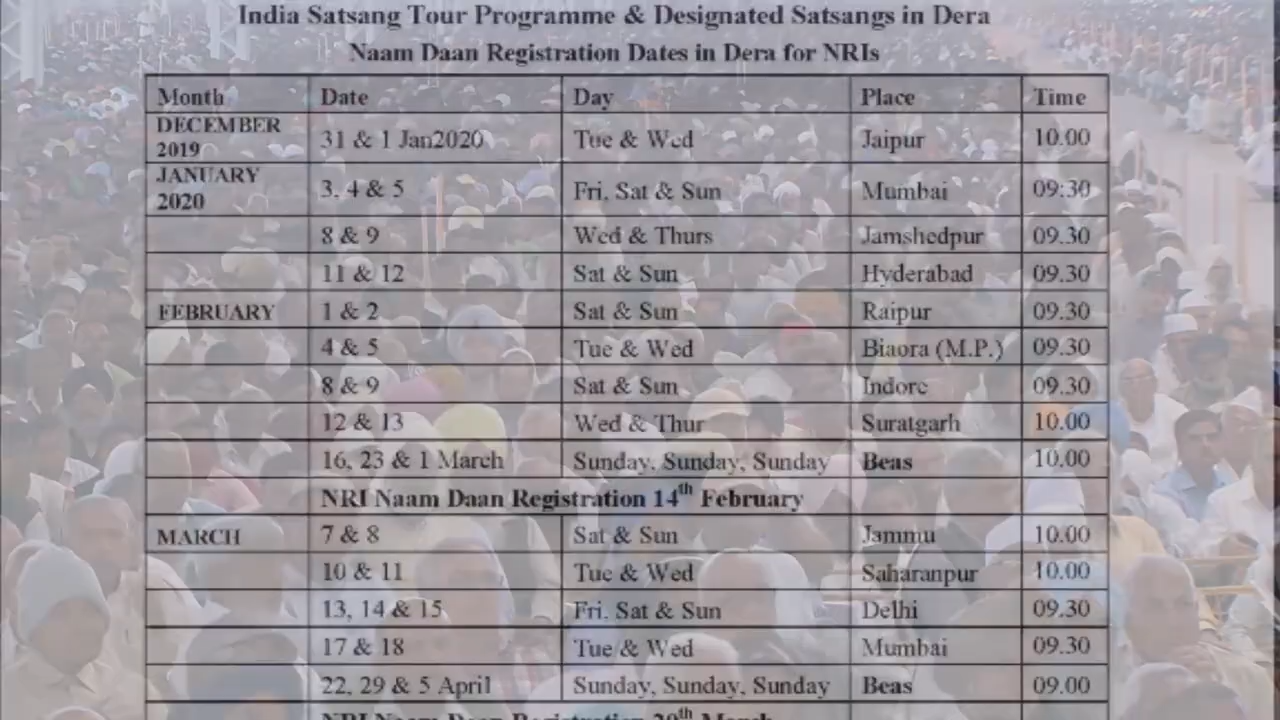 India Satsang Tour Programme & Designated Satsangs in Dera
Naam Daan Registration Dates in Dera for NRIs
Month Date Day Place Time
DECEMBER 2019 31 & 1 Jan2020 Tue & Wed Jaipur 10.00
JANUARY 2020 3, 4 & 5 Fri, Sat & Sun Mumbai 09:30
8 & 9 Wed & Thurs Jamshedpur 09.30
11 & 12 Sat & Sun Hyderabad 09.30
FEBRUARY 1 & 2 Sat & Sun Raipur 09.30
4 & 5 Tue & Wed Biaora (M.P.) 09.30
8 & 9 Sat & Sun Indore 09.30
12 & 13 Wed & Thur Suratgarh 10.00
16, 23 & 1 March Sunday, Sunday, Sunday Beas 10.00
NRI Naam Daan Registration 14th February
MARCH 7 & 8 Sat & Sun Jammu 10.00
10 & 11 Tue & Wed Saharanpur 10.00
13, 14 & 15 Fri, Sat & Sun Delhi 09.30
17 & 18 Tue & Wed Mumbai 09.30
22, 29 & 5 April Sunday, Sunday, Sunday Beas 09.00
NRI Naam Daan Registration 20th March